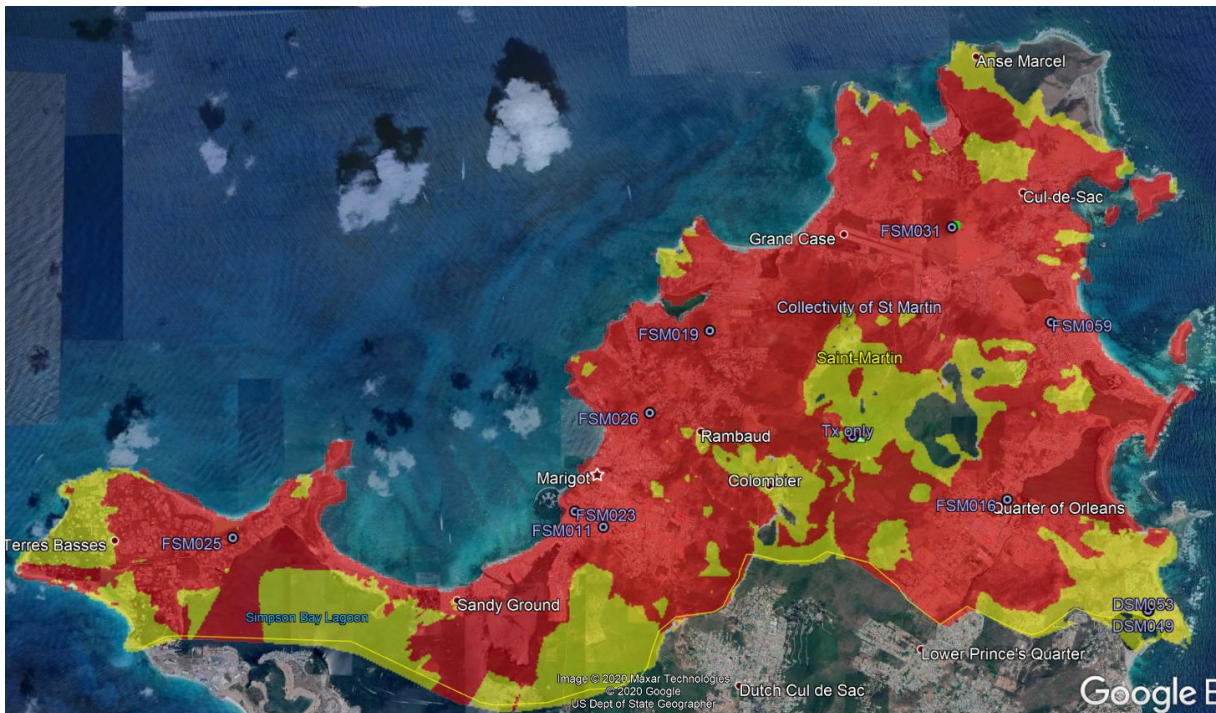 Anse Marcel
Cul-de-Sac
FSM031
Grand Case
Collectivity of St Martin
FSM059
FSM019
Saint-Martin
FSM026
Tx only
Rambaud
Marigot
Colombier
FSM016
Quarter of Orleans
FSM023
FSM011
FSM025
Terres Basses
Sandy Ground
Simpson Bay Lagoon
DSM053
DSM049
Lower Prince's Quarter
Dutch Cul de Sac
Image © 2020 Maxar Technologies
© 2020 Google
US Dept of State Geographer
Google E